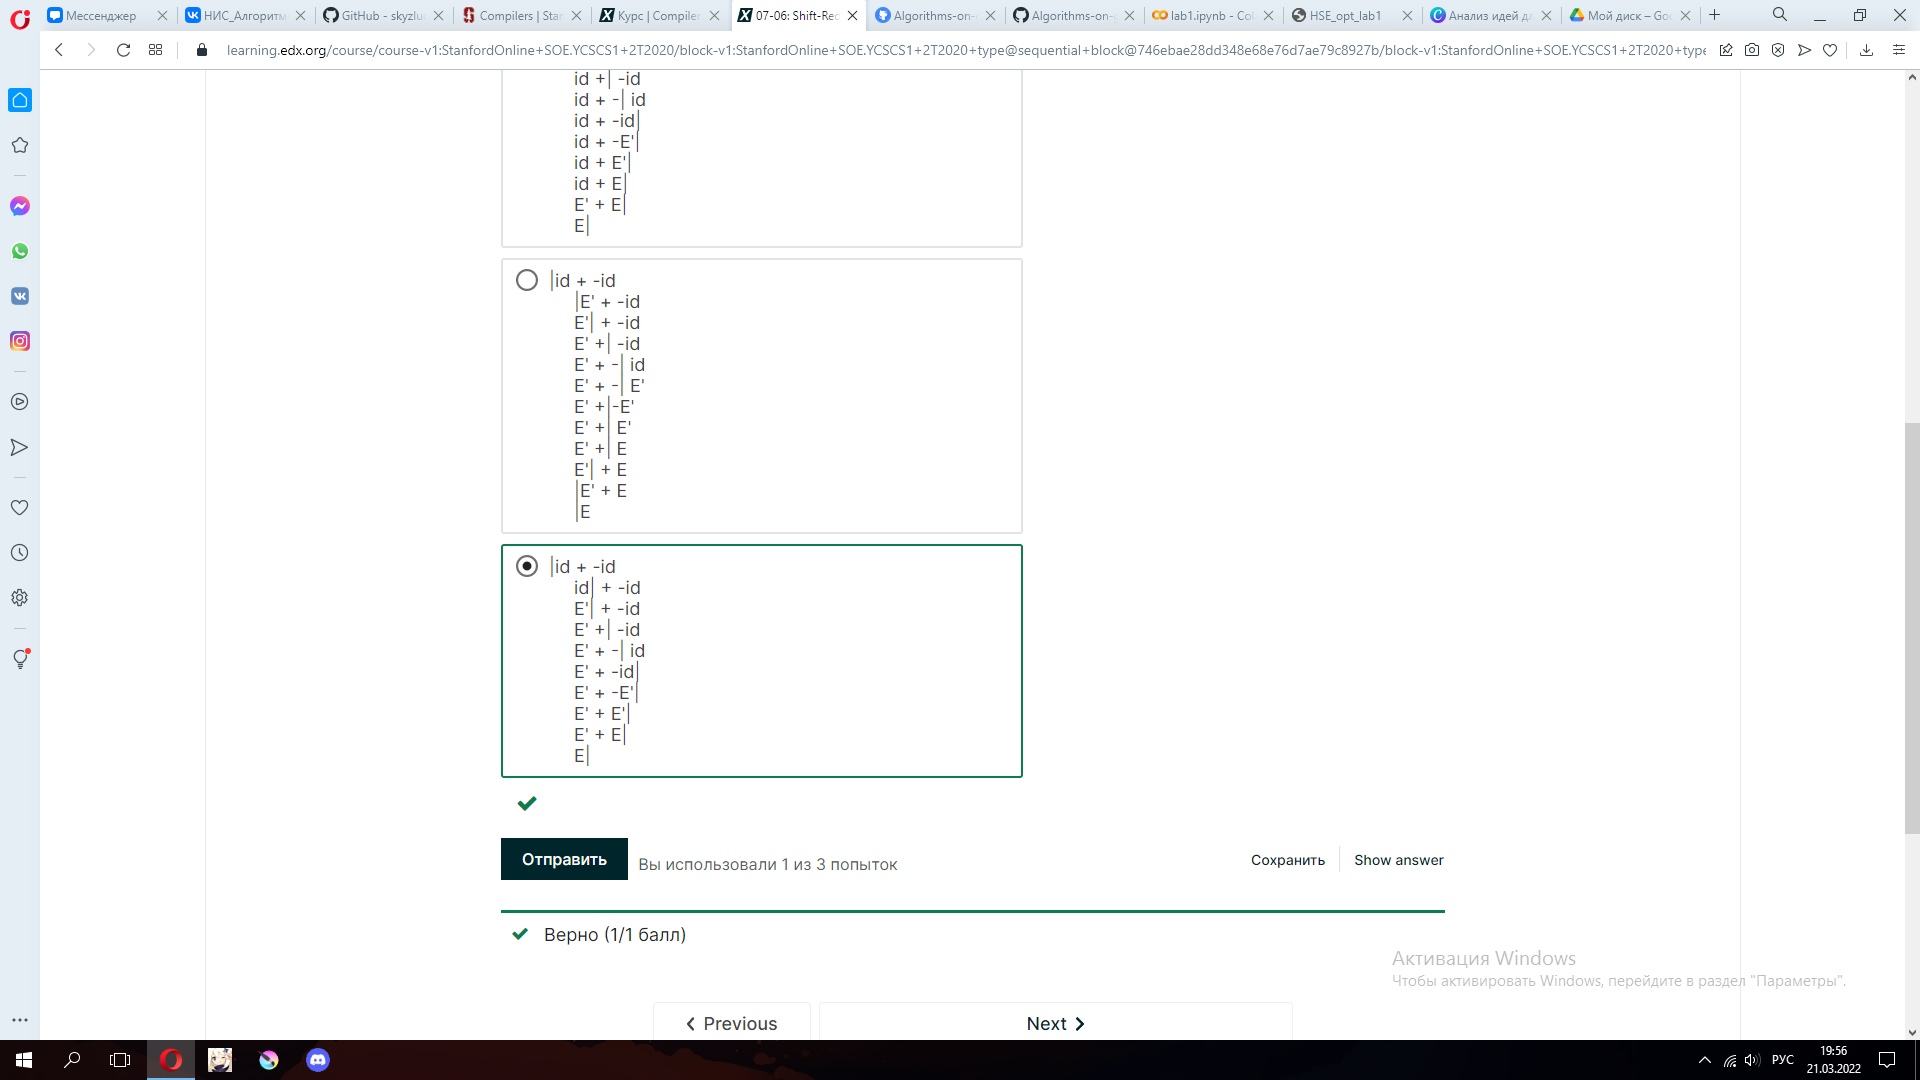 Мессенджер
НИС_Алгоритм
GitHub - skyzlu
Compilers | Stan
Курс | Compiler
07-06: Shift-Rec
Algorithms-on-
Algorithms-on-
lab1.ipynb - Col
HSE_opt_lab1
Анализ идей дл
Мой диск – Goo
learning.edx.org/course/course-v1:StanfordOnline+SOE.YCSCS1+2T2020/block-v1:StanfordOnline+SOE.YCSCS1+2T2020+type@sequential+block@746ebae28dd348e68e76d7ae79c8927b/block-v1:StanfordOnline+SOE.YCSCS1+2T2020+type
id +| -id
id + -| id
id + -id|
id + -E'|
id + E'|
id + E|
E' + E|
E|
|id + -id
|E' + -id
E'| + -id
E' +| -id
E' + -| id
E' + -| E'
E' +|-E'
E' +| E'
E' +| E
E'| + E
|E' + E
|E
|id + -id
id| + -id
E'| + -id
E' +| -id
E' + -| id
E' + -id|
E' + -E'|
E' + E'|
E' + E|
E|
Отправить
Вы использовали 1 из 3 попыток
Сохранить
Show answer
Верно (1/1 балл)
Активация Windows
Чтобы активировать Windows, перейдите в раздел "Параметры".
Previous
Next
РУС
19:56
21.03.2022